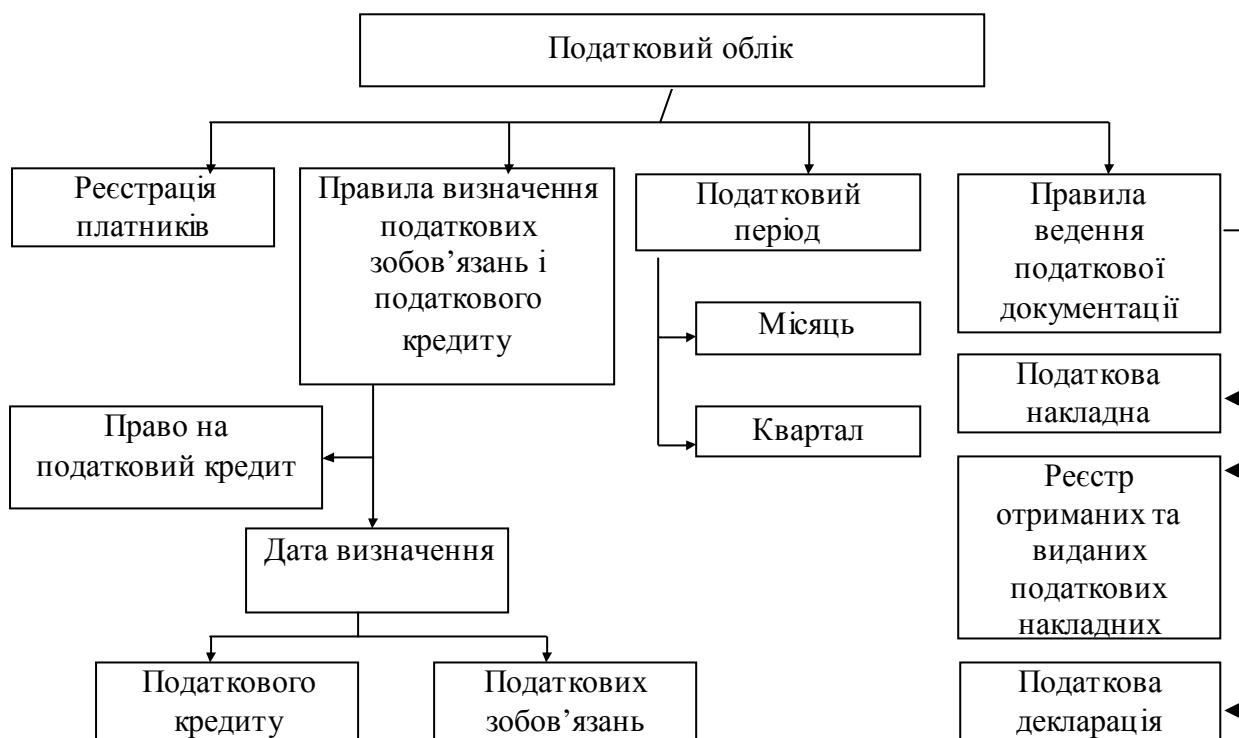 Податковий облік
Реєстрація
платників
Правила визначення
податкових
зобов’язань і
податкового
кредиту
Податковий
період
Правила
ведення
податкової
документації
Місяць
Квартал
Право на
податковий кредит
Дата визначення
Податкового
кредиту
Податкових
зобов’язань
Податкова
накладна
Реєстр
отриманих та
виданих
податкових
накладних
Податкова
декларація